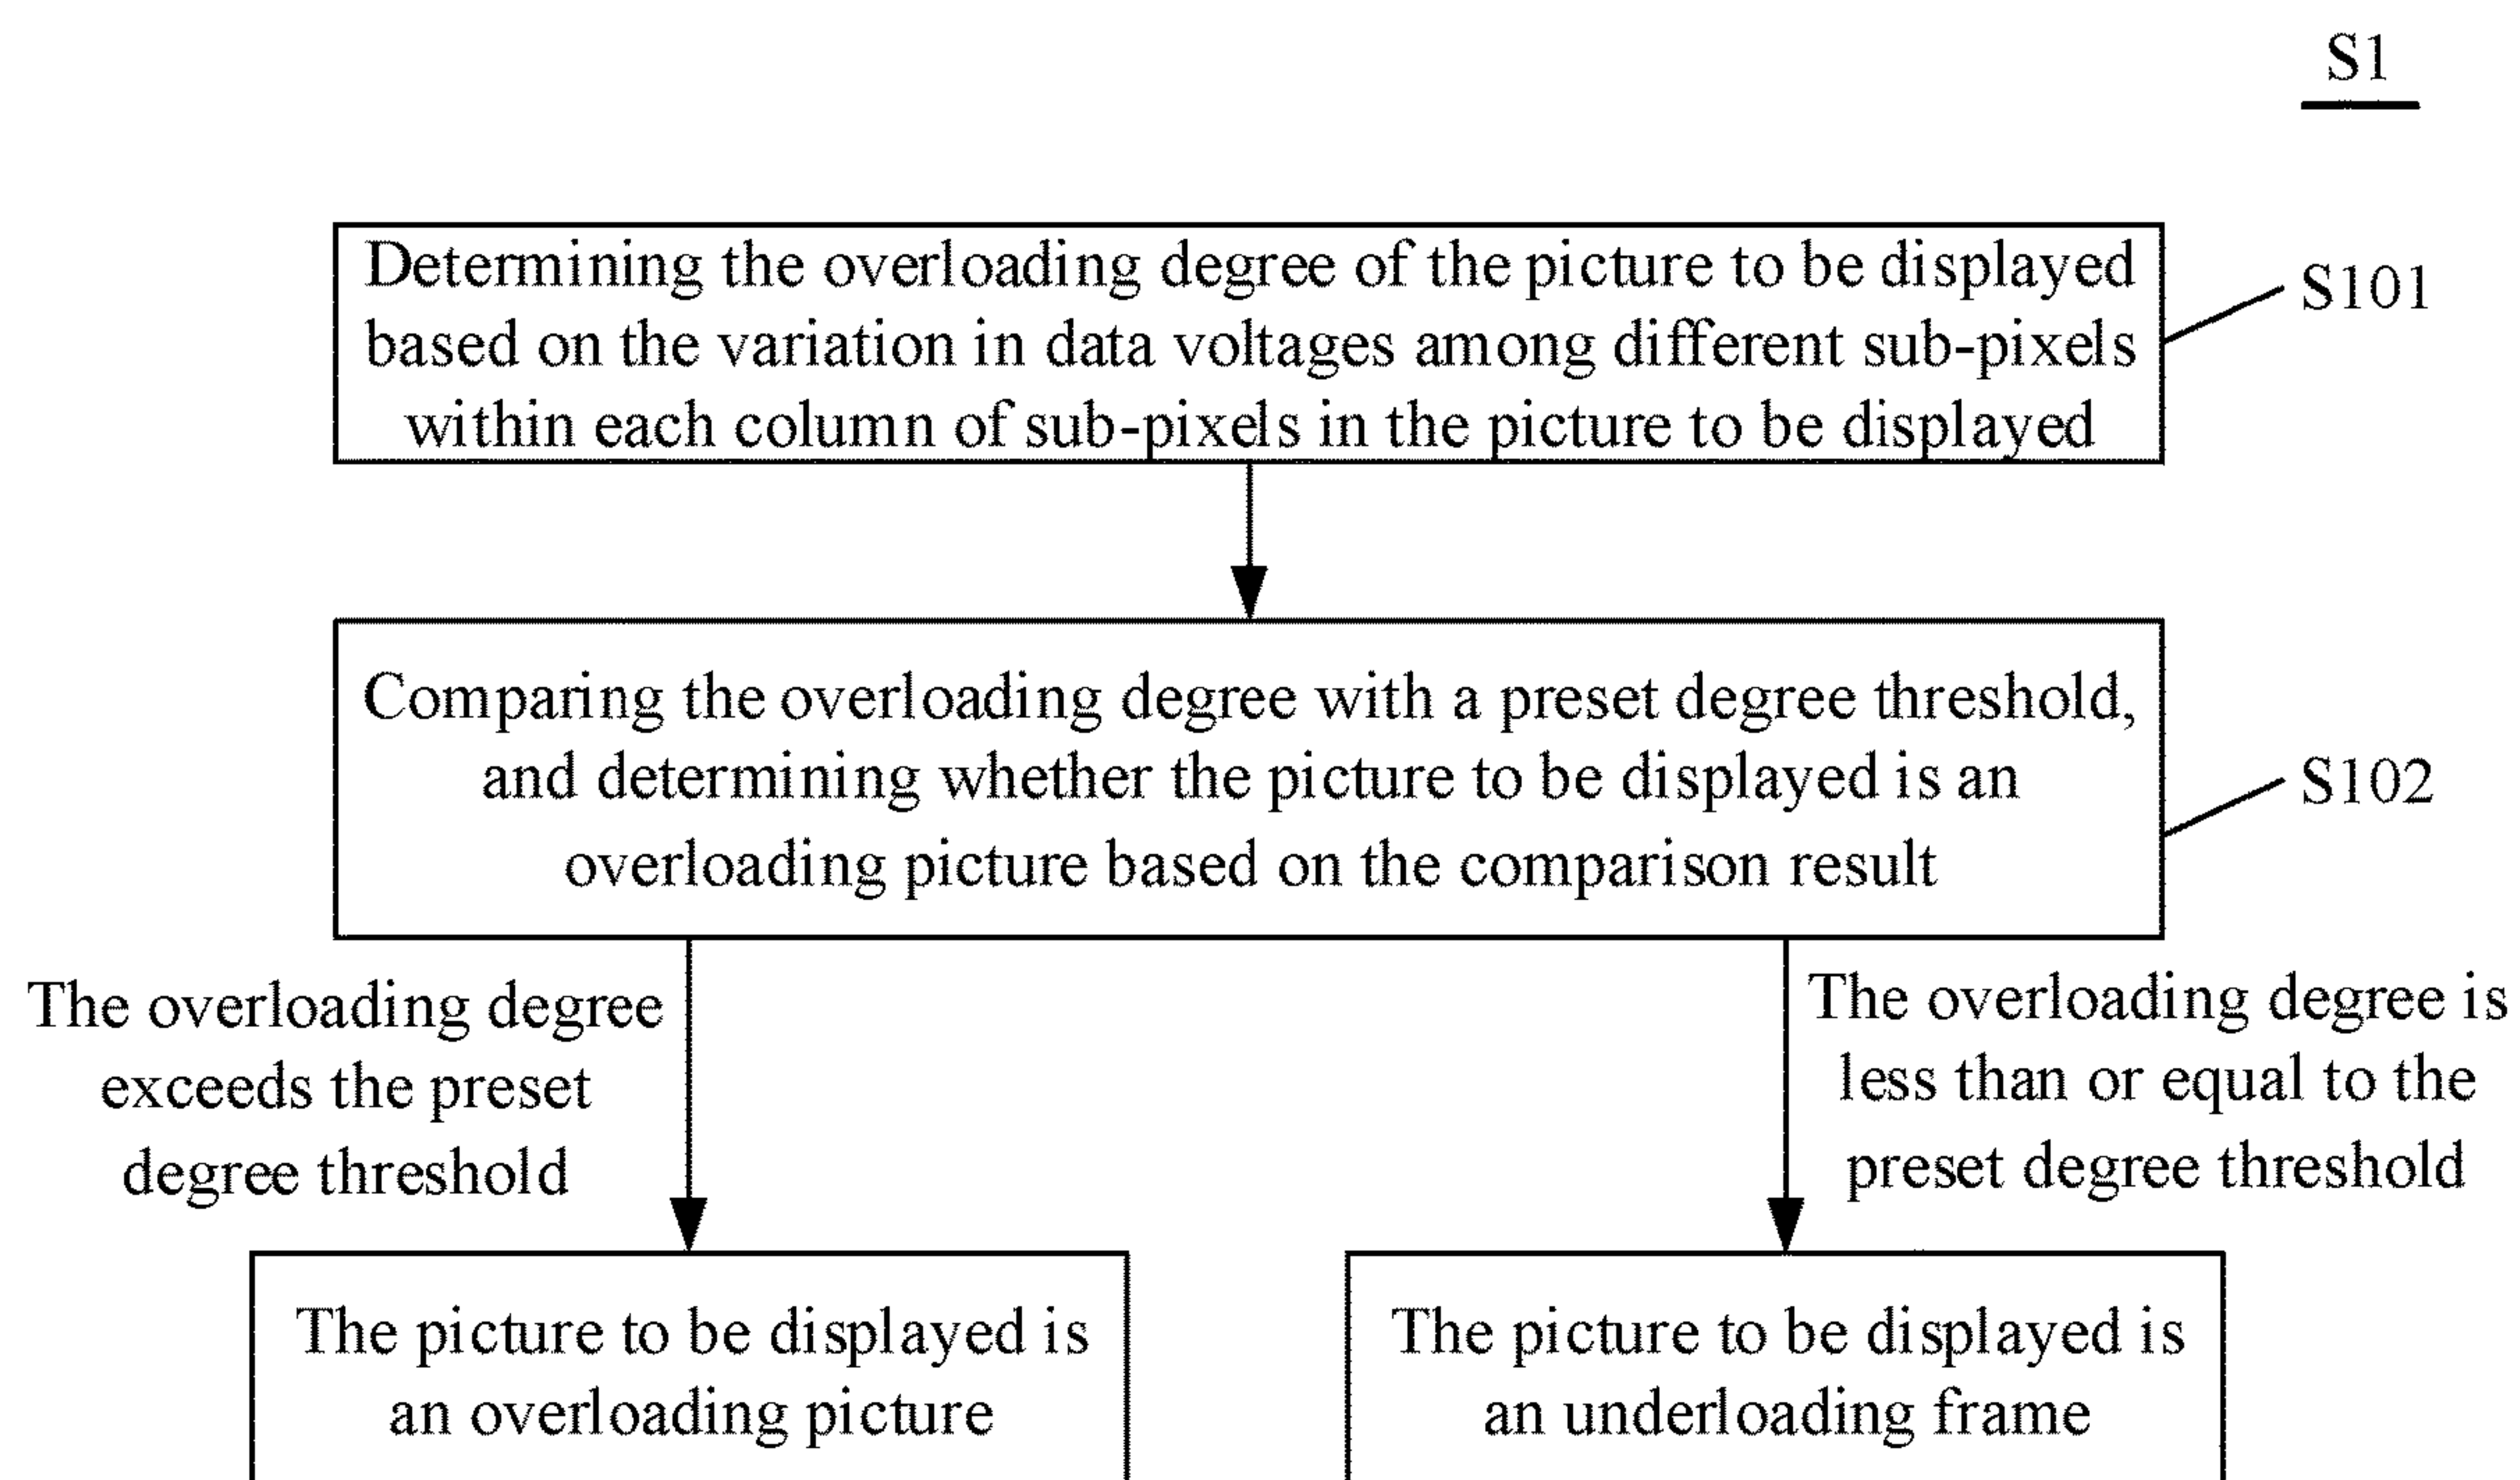 S1
Determining the overloading degree of the picture to be displayed
based on the variation in data voltages among different sub-pixels
within each column of sub-pixels in the picture to be displayed
S101
Comparing the overloading degree with a preset degree threshold,
and determining whether the picture to be displayed is an
overloading picture based on the comparison result
S102
The overloading degree
exceeds the preset
degree threshold
The overloading degree is
less than or equal to the
preset degree threshold
The picture to be displayed is
an overloading picture
The picture to be displayed is
an underloading frame